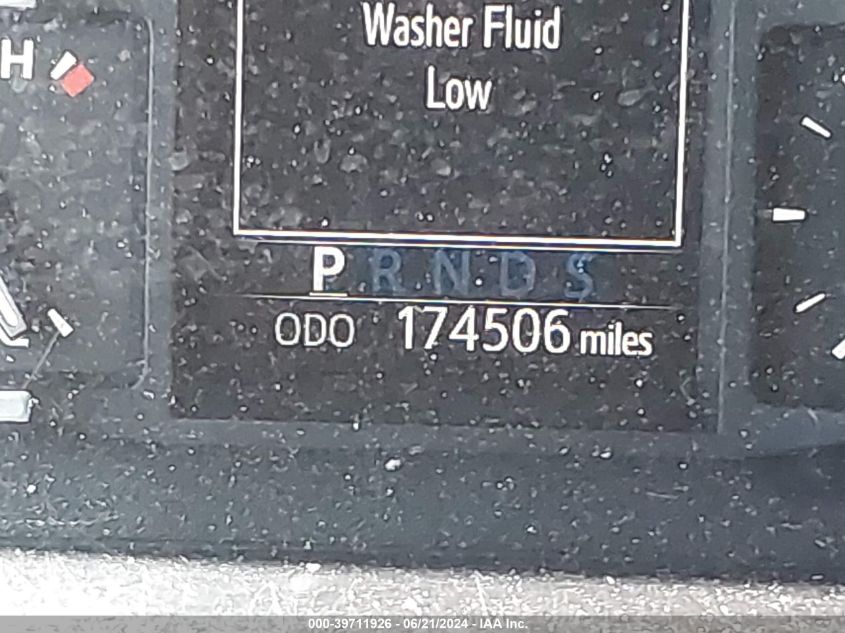 Washer Fluid
Low
H
P R N D S
ODO 174506 miles
000-39711926 - 06/21/2024 - IAA Inc.